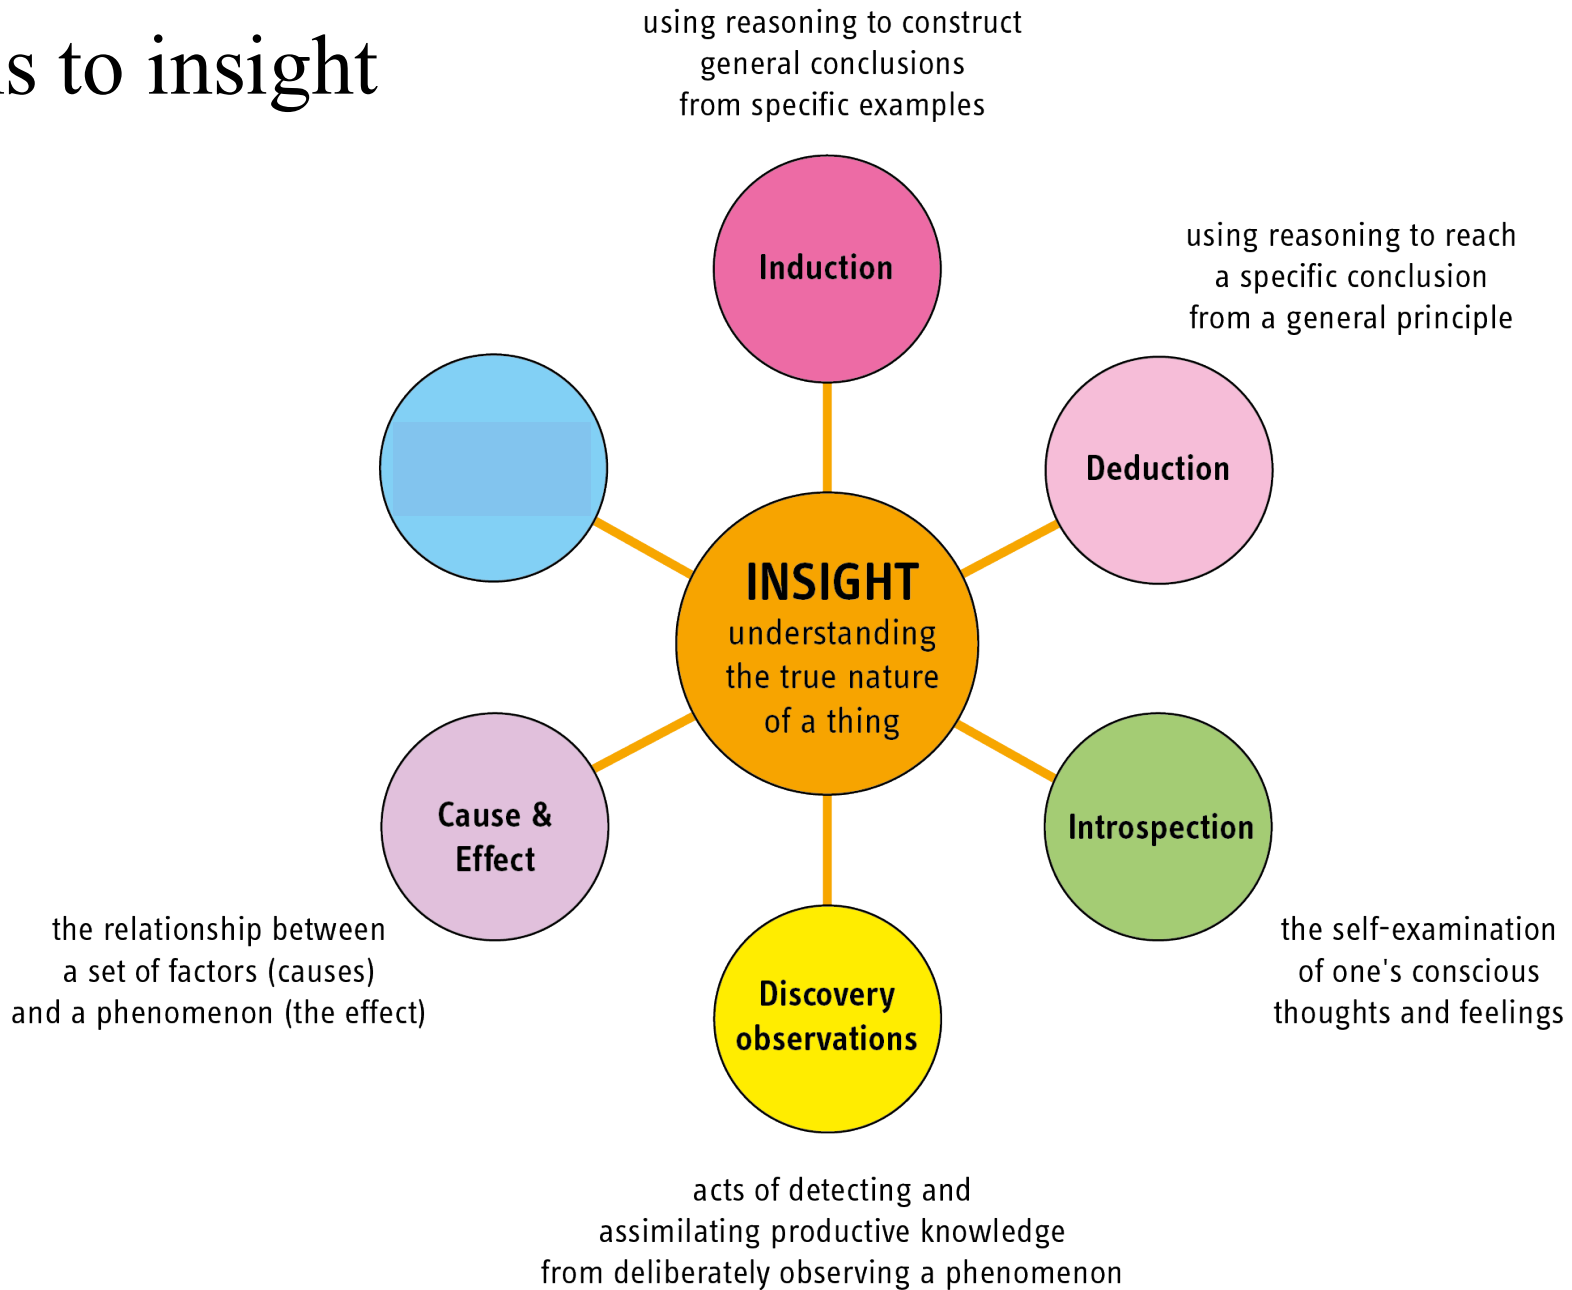 s to insight
using reasoning to construct
general conclusions
from specific examples
Induction
using reasoning to reach
a specific conclusion
from a general principle
Deduction
INSIGHT
understanding
the true nature
of a thing
Cause &
Effect
Introspection
the relationship between
a set of factors (causes)
and a phenomenon (the effect)
the self-examination
of one's conscious
thoughts and feelings
Discovery
observations
acts of detecting and
assimilating productive knowledge
from deliberately observing a phenomenon